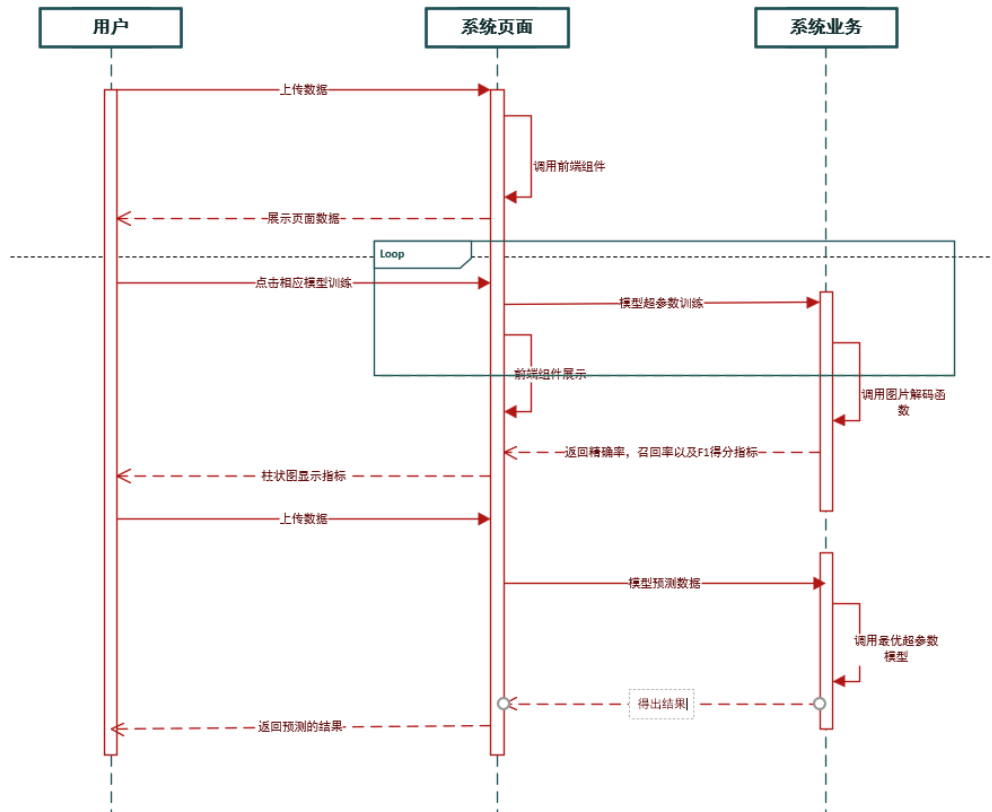 用户
系统页面
系统业务
上传数据
调用前端组件
展示页面数据
Loop
点击相应模型训练
模型超参数训练
前端组件展示
调用图片解码函
数
返回精确率，召回率以及F1得分指标
柱状图显示指标
上传数据
模型预测数据
调用最优超参数
模型
得出结果
返回预测的结果